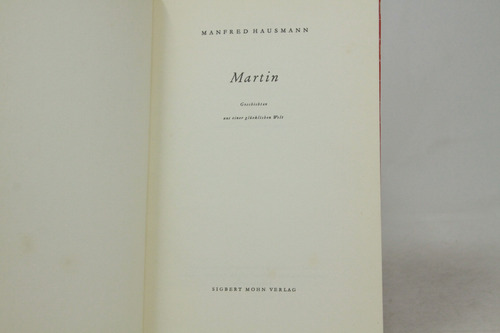 MANFRED HAUSMANN
Martin
Geschichten
aus einer glücklichen Welt
SIGBERT MOHN VERLAG